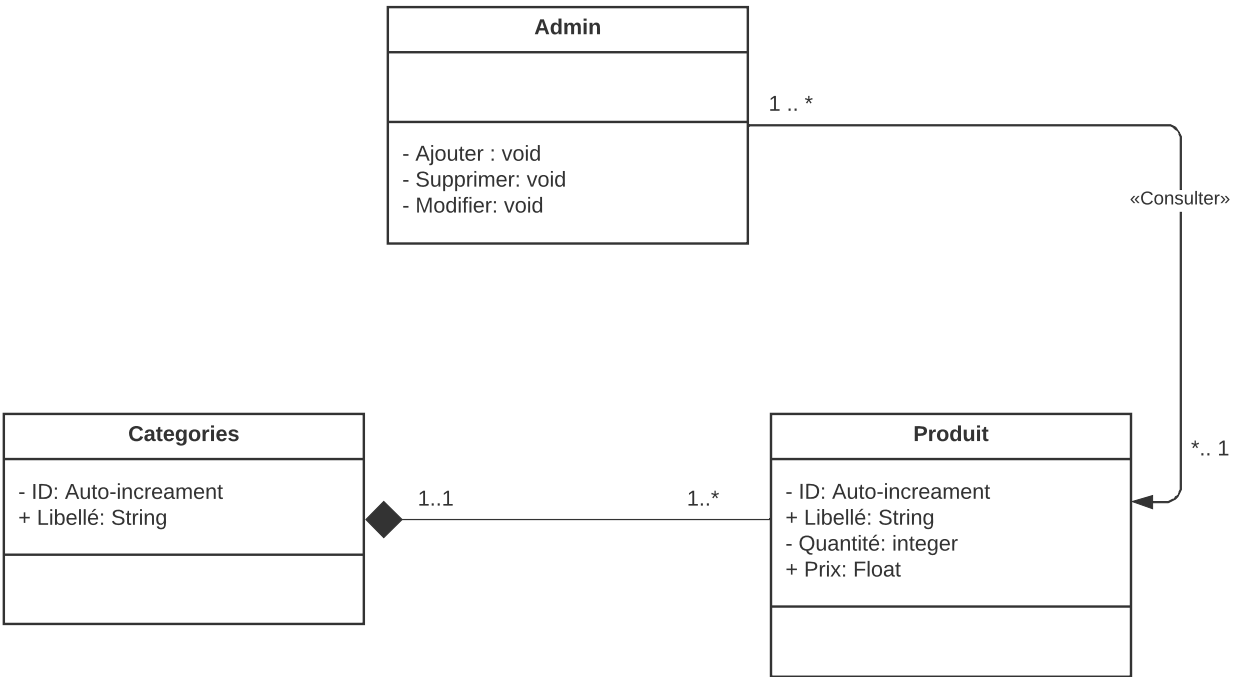 Admin
1 .. *
- Ajouter : void
- Supprimer: void
- Modifier: void
«Consulter»
Categories
- ID: Auto-increament
+ Libellé: String
1..1
1..*
Produit
*.. 1
- ID: Auto-increament
+ Libellé: String
- Quantité: integer
+ Prix: Float